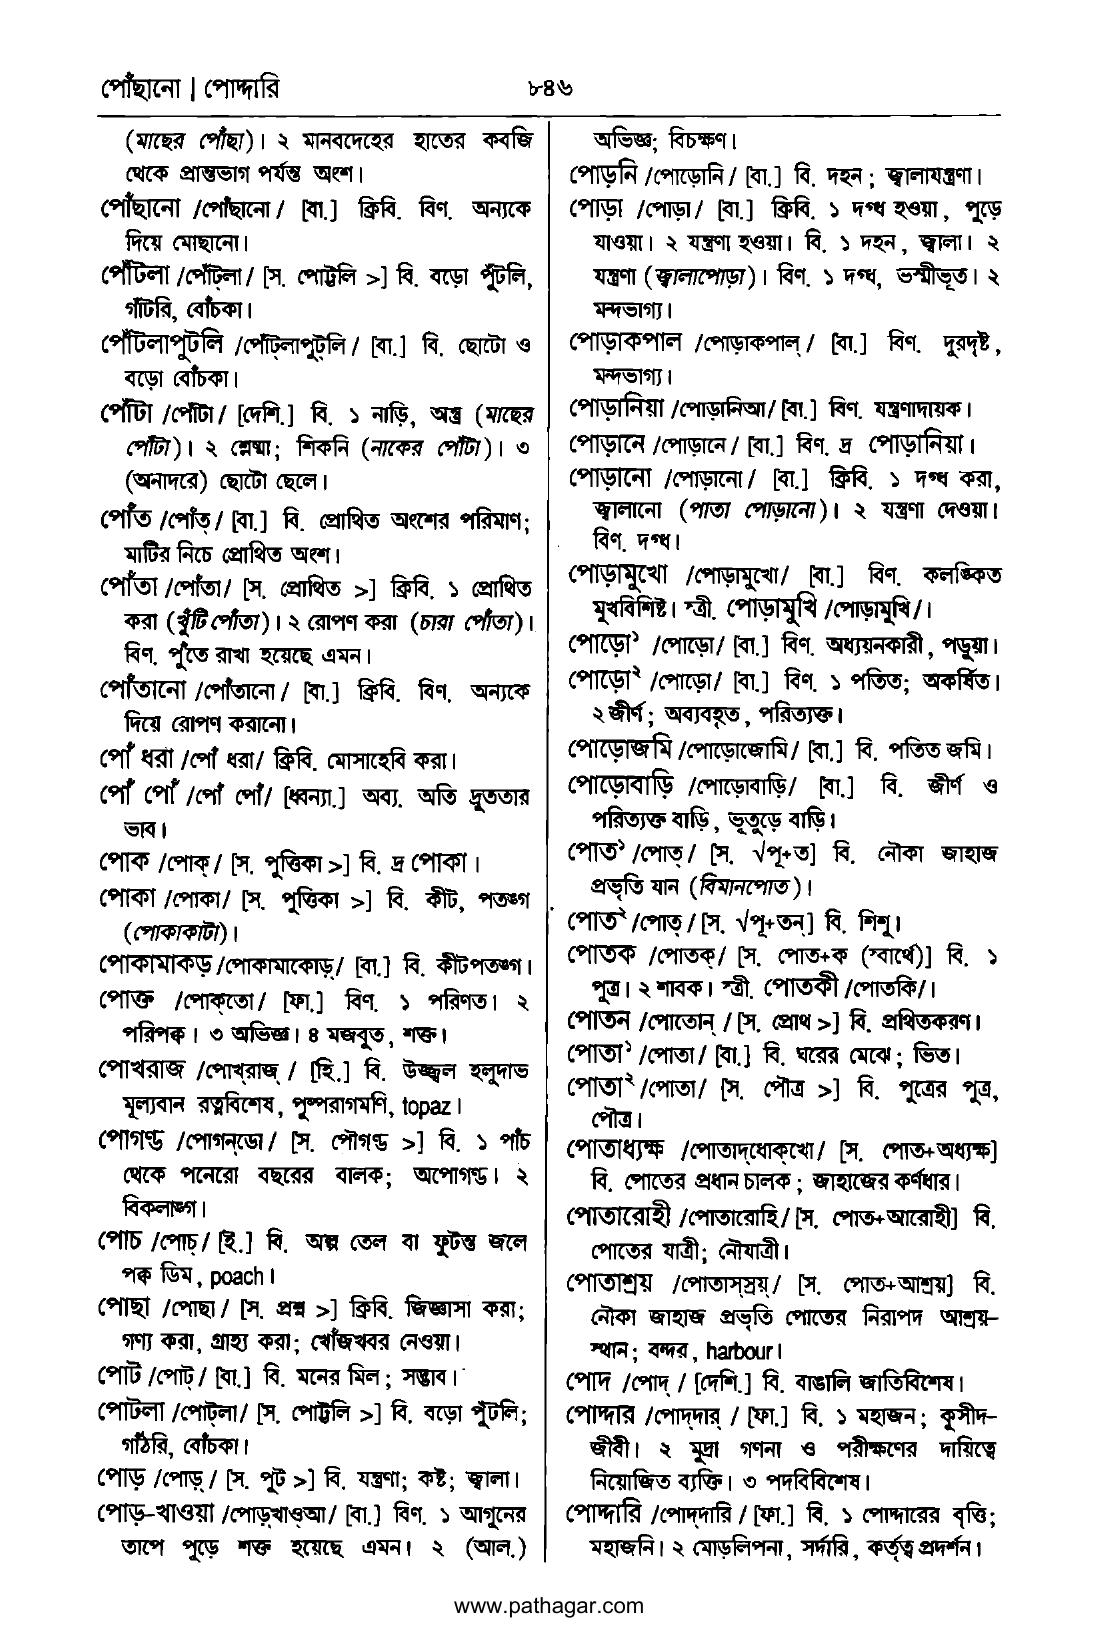 পোঁছানো | পোদ্দারি
৮৪৬
(মাছের পোঁছা)। ২ মানবদেহের হাতের কবজি
থেকে প্রান্তভাগ পর্যন্ত অংশ।
পোঁছানো /পোঁছানো/ [বা.] ক্রিবি. বিণ. অন্যকে
দিয়ে মোছানো।
পোঁটলা /পোঁট্‌লা/ [স. পোট্টলি >] বি. বড়ো পুঁটলি,
গাঁটরি, বোঁচকা।
পোঁটলাপুটলি /পোঁট্‌লাপুট্‌লি/ [বা.] বি. ছোটো ও
বড়ো বোঁচকা।
পোঁটা /পোঁটা/ [দেশি.] বি. ১ নাড়ি, অন্ত্র (মাছের
পোঁটা)। ২ শ্লেষ্মা; শিকনি (নাকের পোঁটা)। ৩
(অনাদরে) ছোটো ছেলে।
পোঁত /পোঁত্‌/ [বা.] বি. প্রোথিত অংশের পরিমাণ;
মাটির নিচে প্রোথিত অংশ।
পোঁতা /পোঁতা/ [স. প্রোথিত >] ক্রিবি. ১ প্রোথিত
করা (খুঁটি পোঁতা)। ২ রোপণ করা (চারা পোঁতা)।
বিণ. পুঁতে রাখা হয়েছে এমন।
পোঁতানো /পোঁতানো/ [বা.] ক্রিবি. বিণ. অন্যকে
দিয়ে রোপণ করানো।
পোঁ ধরা /পোঁ ধরা/ ক্রিবি. মোসাহেবি করা।
পোঁ পোঁ /পোঁ পোঁ/ [ধ্বন্যা.] অব্য. অতি দ্রুততার
ভাব।
পোক /পোক্‌/ [স. পুত্তিকা >] বি. দ্র পোকা।
পোকা /পোকা/ [স. পুত্তিকা >] বি. কীট, পতঙ্গ
(পোকাকাটা)।
পোকামাকড় /পোকামাকোড়্‌/ [বা.] বি. কীটপতঙ্গ।
পোক্ত /পোক্‌তো/ [ফা.] বিণ. ১ পরিণত। ২
পরিপক্ব। ৩ অভিজ্ঞ। ৪ মজবুত, শক্ত।
পোখরাজ /পোখ্‌রাজ্‌/ [হি.] বি. উজ্জ্বল হলুদাভ
মূল্যবান রত্নবিশেষ, পুষ্পরাগমণি, topaz।
পোগণ্ড /পোগন্‌ডো/ [স. পৌগণ্ড >] বি. ১ পাঁচ
থেকে পনেরো বছরের বালক; অপোগণ্ড। ২
বিকলাঙ্গ।
পোচ /পোচ্‌/ [ই.] বি. অল্প তেল বা ফুটন্ত জলে
পক্ব ডিম, poach।
পোছা /পোছা/ [স. প্রশ্ন >] ক্রিবি. জিজ্ঞাসা করা;
গণ্য করা, গ্রাহ্য করা; খোঁজখবর নেওয়া।
পোট /পোট্‌/ [বা.] বি. মনের মিল; সদ্ভাব।
পোটলা /পোট্‌লা/ [স. পোট্টলি >] বি. বড়ো পুঁটলি;
গাঠরি, বোঁচকা।
পোড় /পোড়্‌/ [স. পুট >] বি. যন্ত্রণা; কষ্ট; জ্বালা।
পোড়-খাওয়া /পোড়্‌খাওআ/ [বা.] বিণ. ১ আগুনের
তাপে পুড়ে শক্ত হয়েছে এমন। ২ (আল.)
অভিজ্ঞ; বিচক্ষণ।
পোড়নি /পোড়োনি/ [বা.] বি. দহন; জ্বালাযন্ত্রণা।
পোড়া /পোড়া/ [বা.] ক্রিবি. ১ দগ্ধ হওয়া, পুড়ে
যাওয়া। ২ যন্ত্রণা হওয়া। বি. ১ দহন, জ্বালা। ২
যন্ত্রণা (জ্বালাপোড়া)। বিণ. ১ দগ্ধ, ভস্মীভূত। ২
মন্দভাগ্য।
পোড়াকপাল /পোড়াকপাল্‌/ [বা.] বিণ. দুরদৃষ্ট,
মন্দভাগ্য।
পোড়ানিয়া /পোড়ানিআ/ [বা.] বিণ. যন্ত্রণাদায়ক।
পোড়ানে /পোড়ানে/ [বা.] বিণ. দ্র পোড়ানিয়া।
পোড়ানো /পোড়ানো/ [বা.] ক্রিবি. ১ দগ্ধ করা,
জ্বালানো (পাতা পোড়ানো)। ২ যন্ত্রণা দেওয়া।
বিণ. দগ্ধ।
পোড়ামুখো /পোড়ামুখো/ [বা.] বিণ. কলঙ্কিত
মুখবিশিষ্ট। স্ত্রী. পোড়ামুখি /পোড়ামুখি/।
পোড়ো১ /পোড়ো/ [বা.] বিণ. অধ্যয়নকারী, পড়ুয়া।
পোড়ো২ /পোড়ো/ [বা.] বিণ. ১ পতিত; অকর্ষিত।
২ জীর্ণ; অব্যবহৃত, পরিত্যক্ত।
পোড়োজমি /পোড়োজোমি/ [বা.] বি. পতিত জমি।
পোড়োবাড়ি /পোড়োবাড়ি/ [বা.] বি. জীর্ণ ও
পরিত্যক্ত বাড়ি, ভূতুড়ে বাড়ি।
পোত১ /পোত্‌/ [স. √পূ+ত] বি. নৌকা জাহাজ
প্রভৃতি যান (বিমানপোত)।
পোত২ /পোত্‌/ [স. √পূ+তন্‌] বি. শিশু।
পোতক /পোতক্‌/ [স. পোত+ক (স্বার্থে)] বি. ১
পুত্র। ২ শাবক। স্ত্রী. পোতকী /পোতকি/।
পোতন /পোতোন্‌/ [স. প্রোথ >] বি. প্রথিতকরণ।
পোতা১ /পোতা/ [বা.] বি. ঘরের মেঝে; ভিত।
পোতা২ /পোতা/ [স. পৌত্র >] বি. পুত্রের পুত্র,
পৌত্র।
পোতাধ্যক্ষ /পোতাদ্‌ধোক্‌খো/ [স. পোত+অধ্যক্ষ]
বি. পোতের প্রধান চালক; জাহাজের কর্ণধার।
পোতারোহী /পোতারোহি/ [স. পোত+আরোহী] বি.
পোতের যাত্রী; নৌযাত্রী।
পোতাশ্রয় /পোতাস্‌স্রয়্‌/ [স. পোত+আশ্রয়] বি.
নৌকা জাহাজ প্রভৃতি পোতের নিরাপদ আশ্রয়-
স্থান; বন্দর, harbour।
পোদ /পোদ্‌/ [দেশি.] বি. বাঙালি জাতিবিশেষ।
পোদ্দার /পোদ্‌দার্‌/ [ফা.] বি. ১ মহাজন; কুসীদ-
জীবী। ২ মুদ্রা গণনা ও পরীক্ষণের দায়িত্বে
নিয়োজিত ব্যক্তি। ৩ পদবিবিশেষ।
পোদ্দারি /পোদ্‌দারি/ [ফা.] বি. ১ পোদ্দারের বৃত্তি;
মহাজনি। ২ মোড়লিপনা, সর্দারি, কর্তৃত্ব প্রদর্শন।
www.pathagar.com